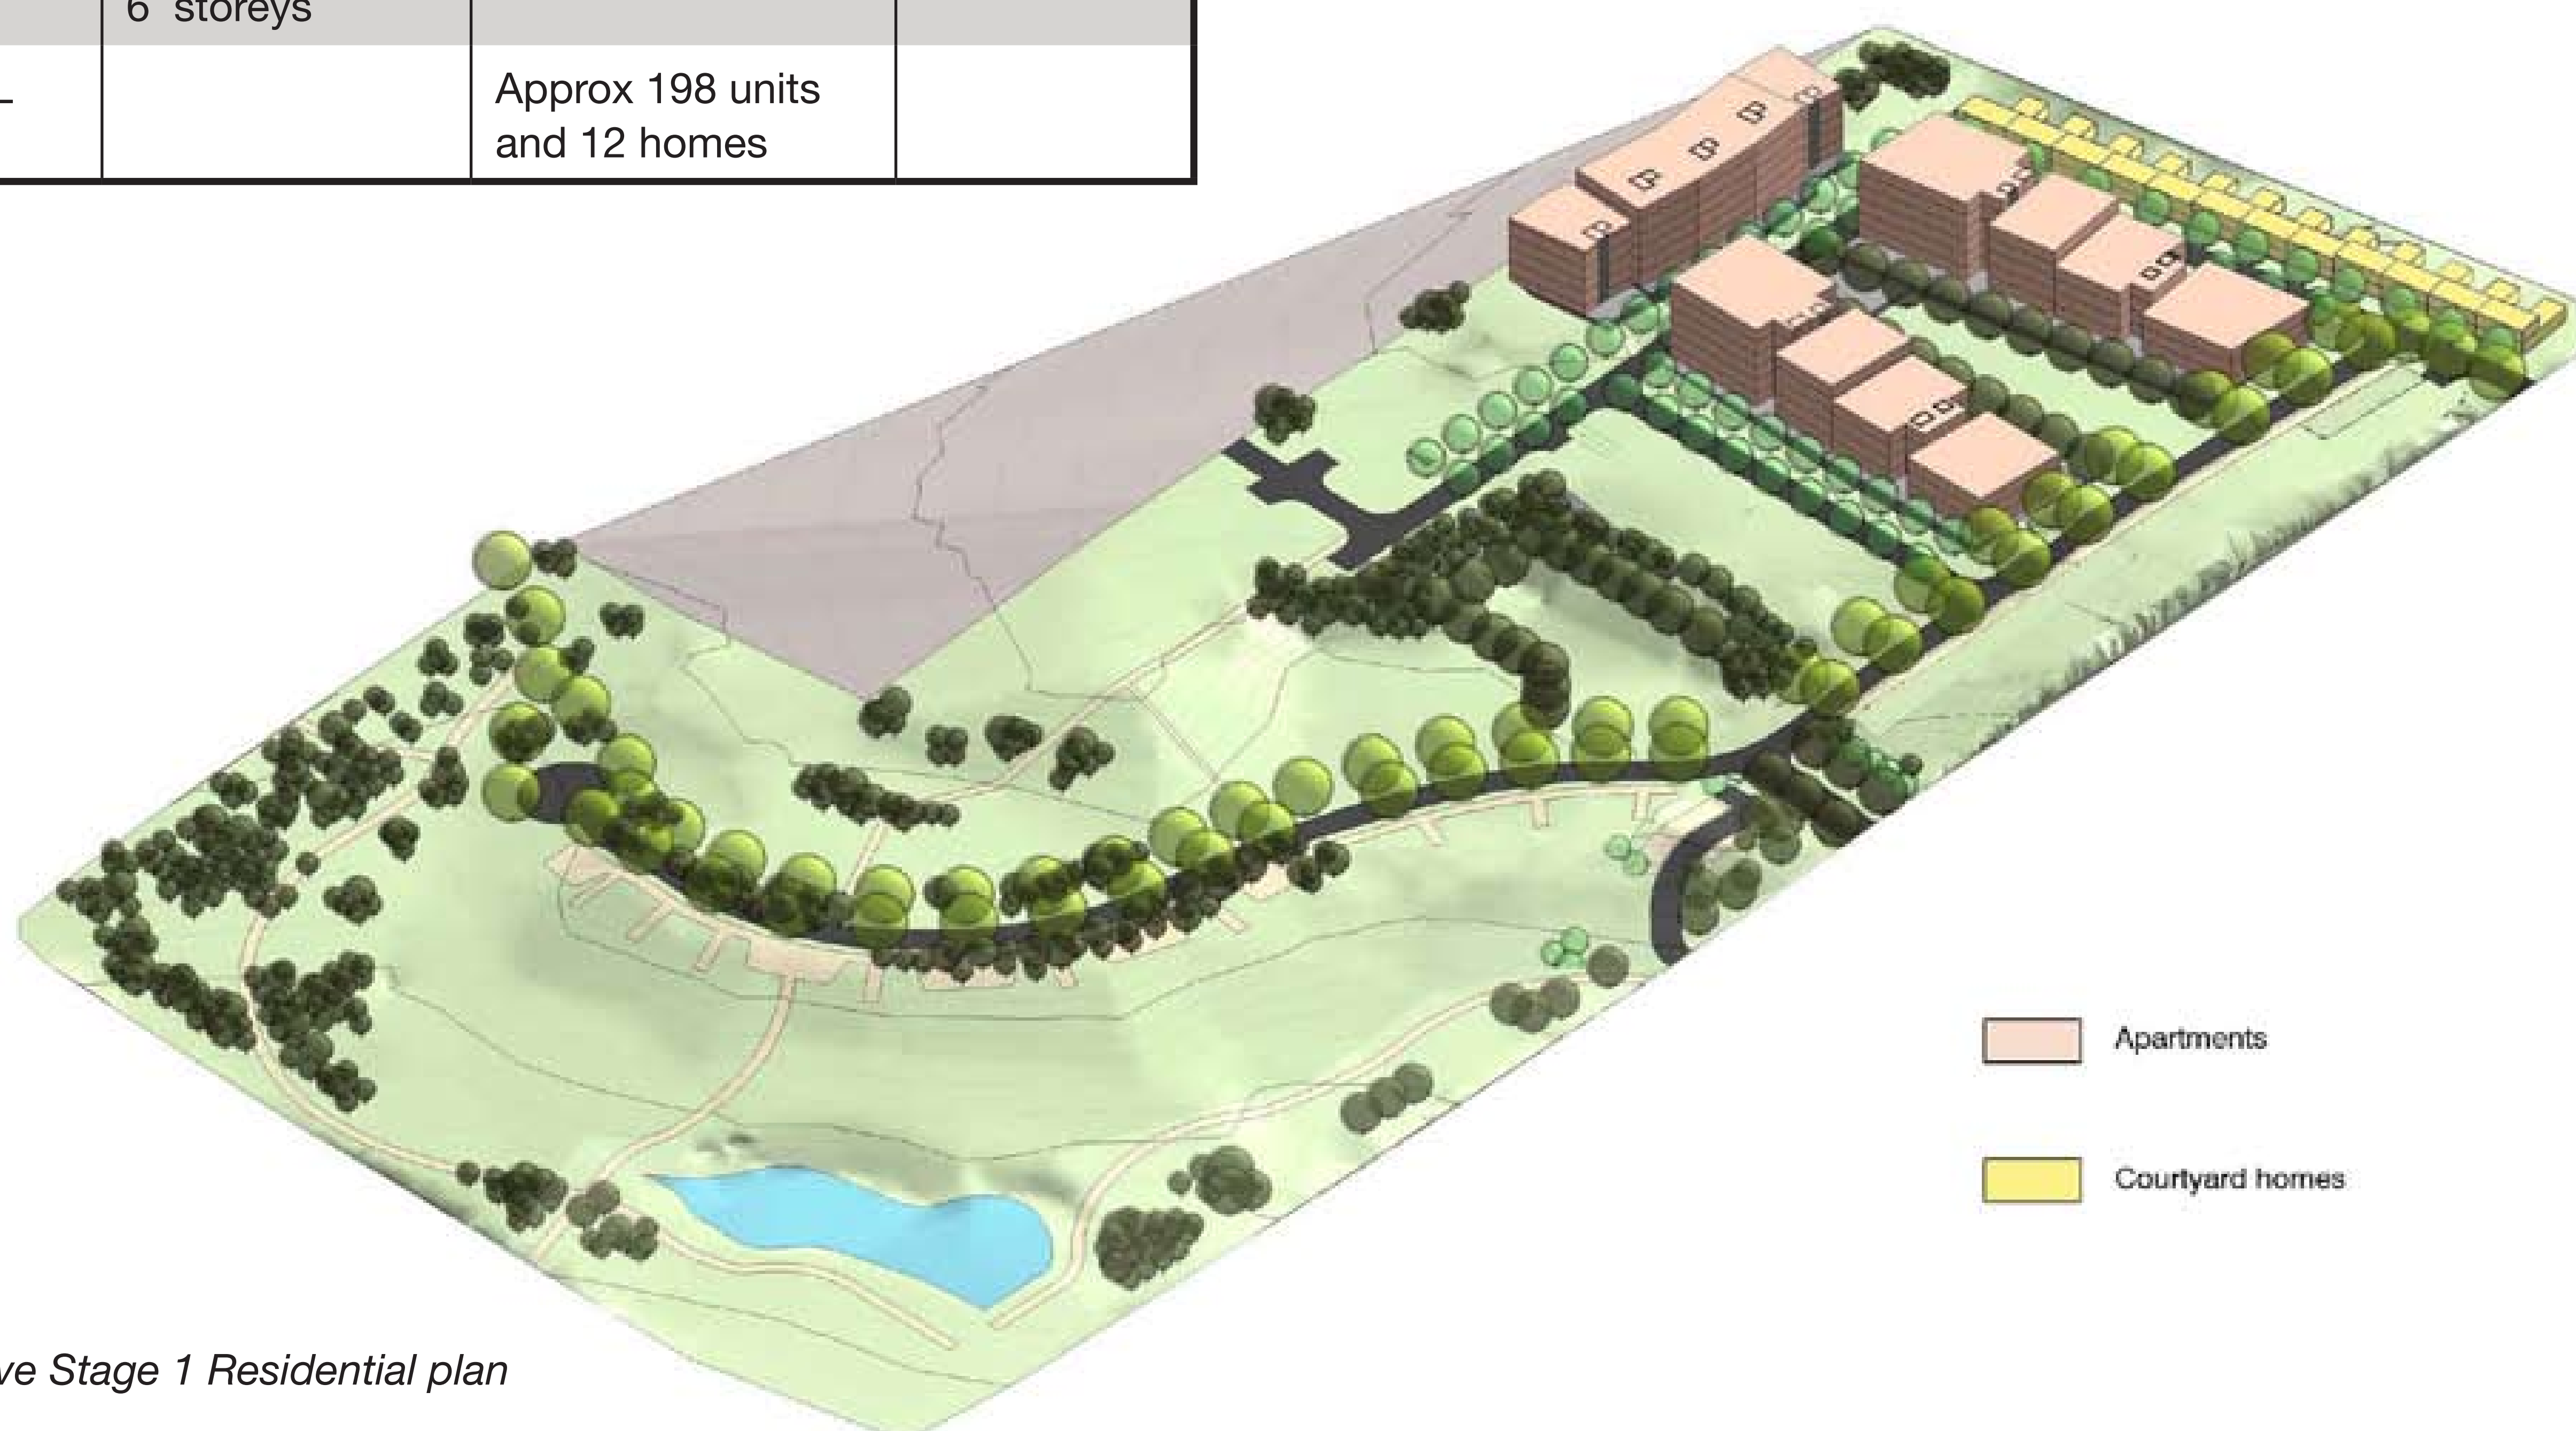 6 storeys
Approx 198 units
and 12 homes
Apartments
Courtyard homes
ve Stage 1 Residential plan